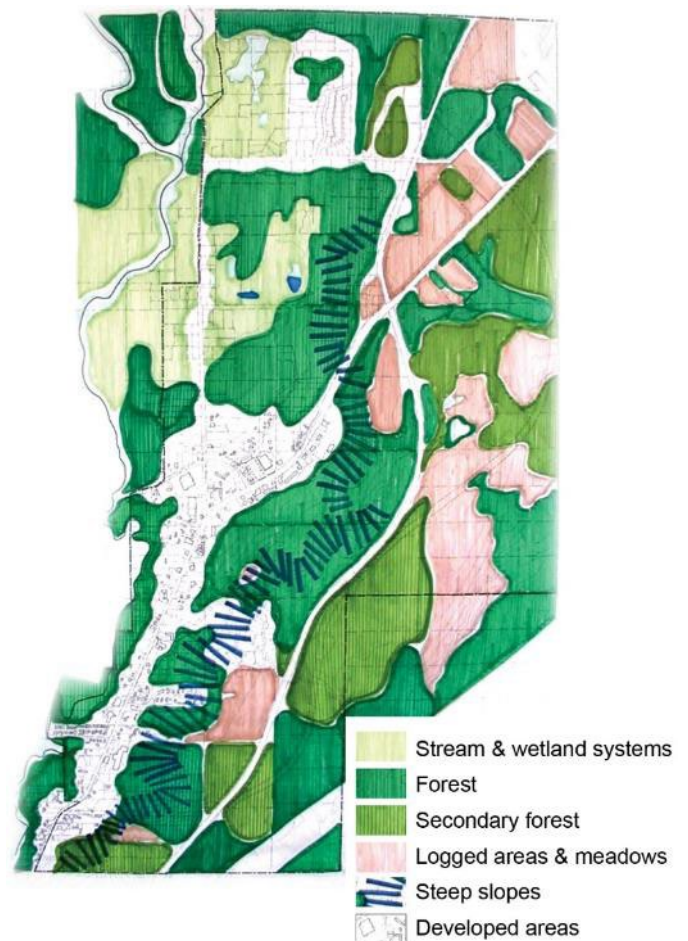 Stream & wetland systems
Forest
Secondary forest
Logged areas & meadows
Steep slopes
Developed areas